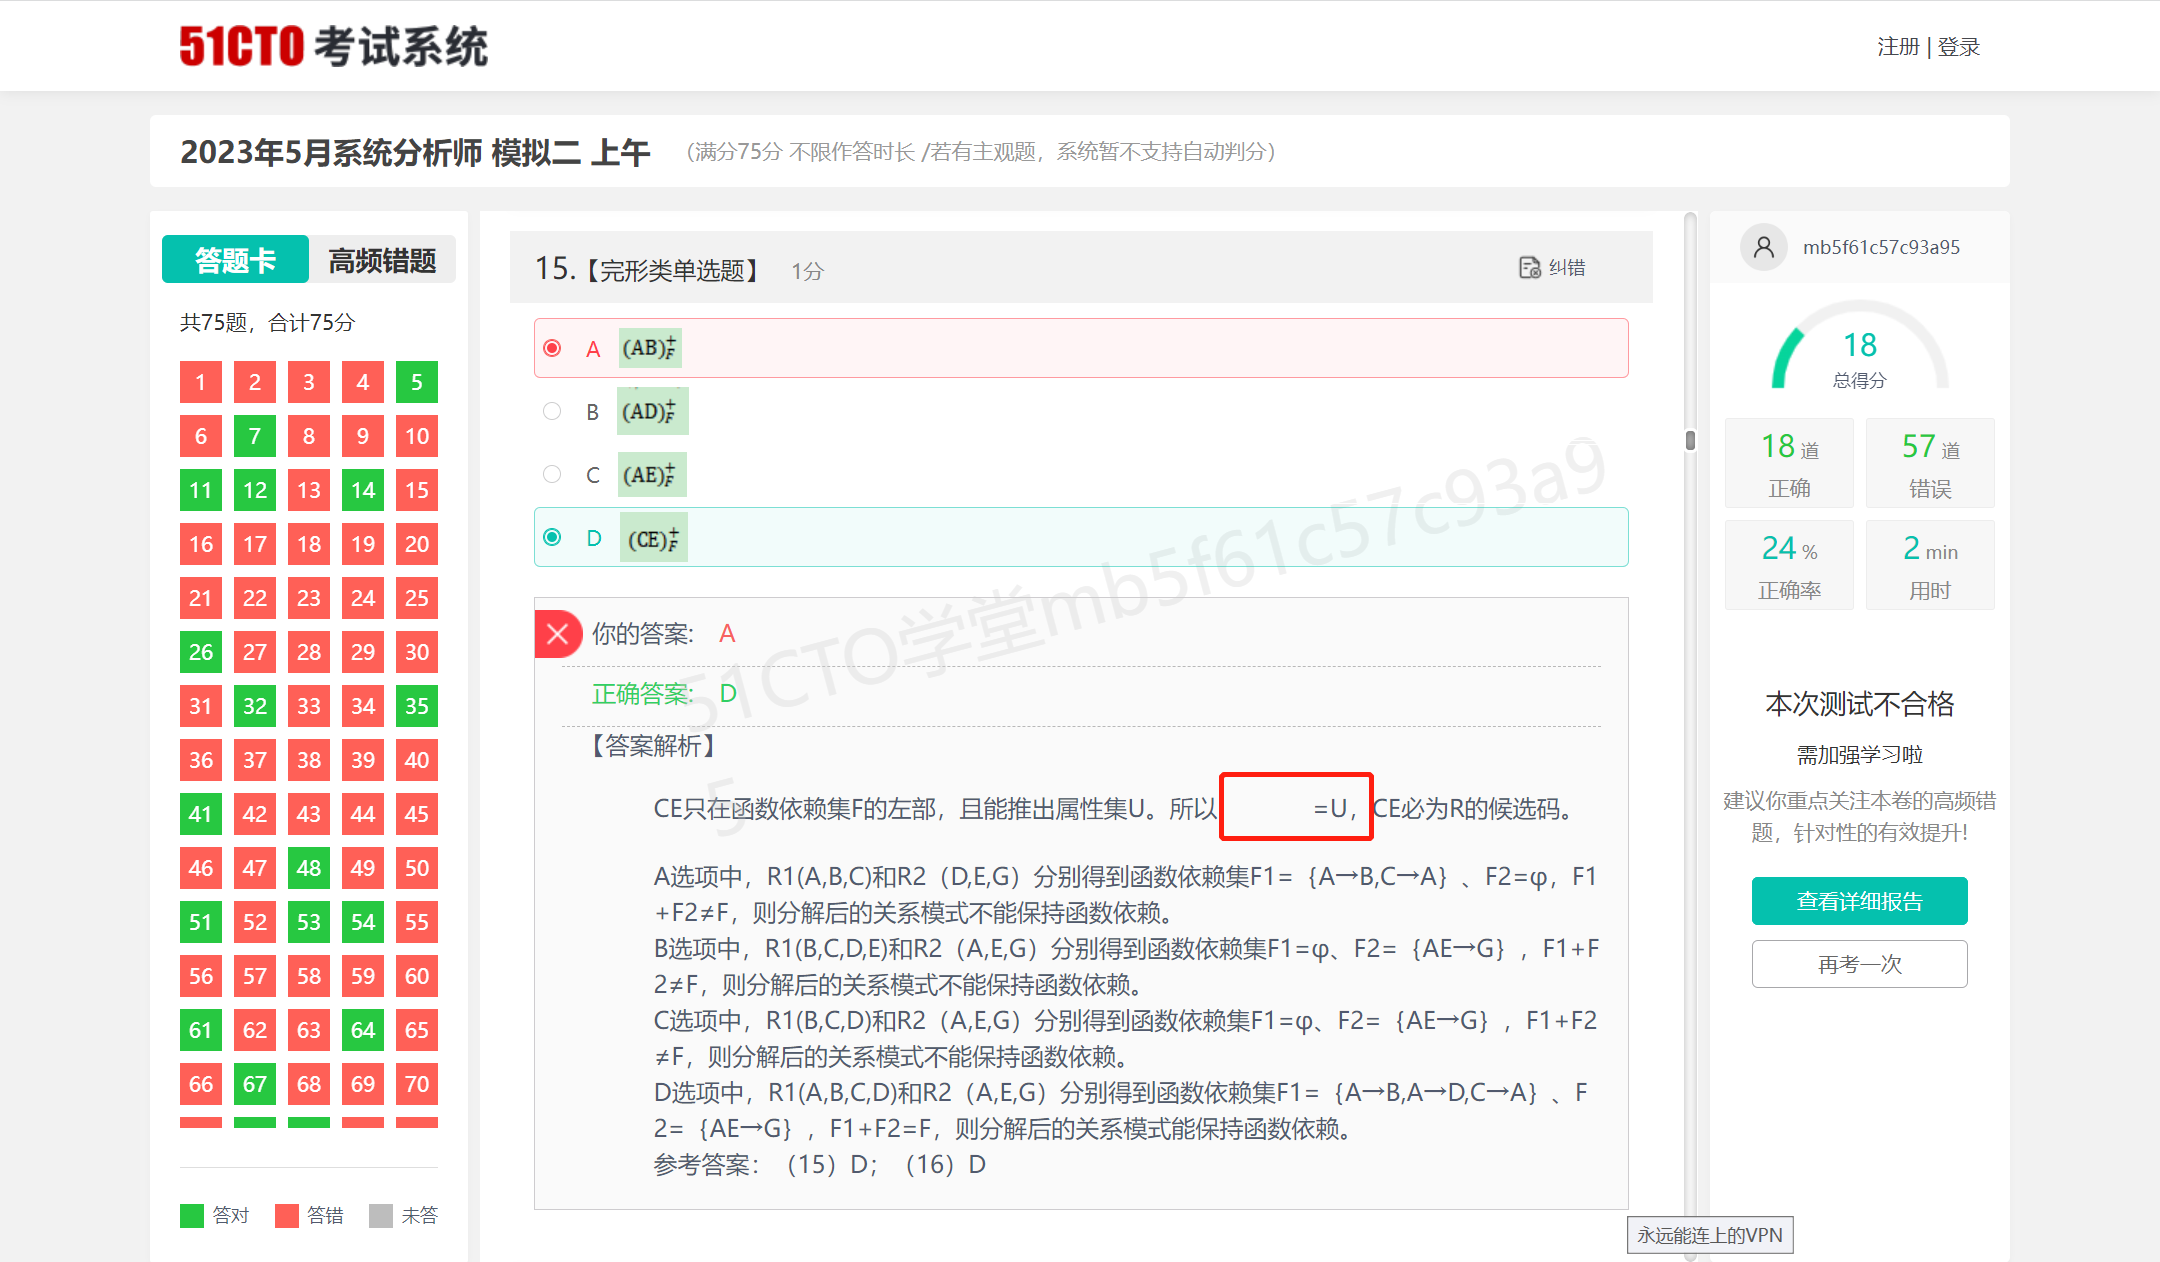 51CTO 考试系统
注册 | 登录
2023年5月系统分析师 模拟二 上午 （满分75分 不限作答时长 /若有主观题，系统暂不支持自动判分）
答题卡 高频错题
共75题，合计75分
1 2 3 4 5
6 7 8 9 10
11 12 13 14 15
16 17 18 19 20
21 22 23 24 25
26 27 28 29 30
31 32 33 34 35
36 37 38 39 40
41 42 43 44 45
46 47 48 49 50
51 52 53 54 55
56 57 58 59 60
61 62 63 64 65
66 67 68 69 70
答对 答错 未答
15.【完形类单选题】 1分 纠错
A (AB)⁺F
B (AD)⁺F
C (AE)⁺F
D (CE)⁺F
你的答案: A
正确答案: D
【答案解析】
CE只在函数依赖集F的左部，且能推出属性集U。所以 =U，CE必为R的候选码。
A选项中，R1(A,B,C)和R2（D,E,G）分别得到函数依赖集F1=｛A→B,C→A｝、F2=φ，F1
+F2≠F，则分解后的关系模式不能保持函数依赖。
B选项中，R1(B,C,D,E)和R2（A,E,G）分别得到函数依赖集F1=φ、F2=｛AE→G｝，F1+F
2≠F，则分解后的关系模式不能保持函数依赖。
C选项中，R1(B,C,D)和R2（A,E,G）分别得到函数依赖集F1=φ、F2=｛AE→G｝，F1+F2
≠F，则分解后的关系模式不能保持函数依赖。
D选项中，R1(A,B,C,D)和R2（A,E,G）分别得到函数依赖集F1=｛A→B,A→D,C→A｝、F
2=｛AE→G｝，F1+F2=F，则分解后的关系模式能保持函数依赖。
参考答案：（15）D；（16）D
51CTO学堂mb5f61c57c93a9
5
mb5f61c57c93a95
18
总得分
18 道
正确
57 道
错误
24 %
正确率
2 min
用时
本次测试不合格
需加强学习啦
建议你重点关注本卷的高频错
题，针对性的有效提升!
查看详细报告
再考一次
永远能连上的VPN